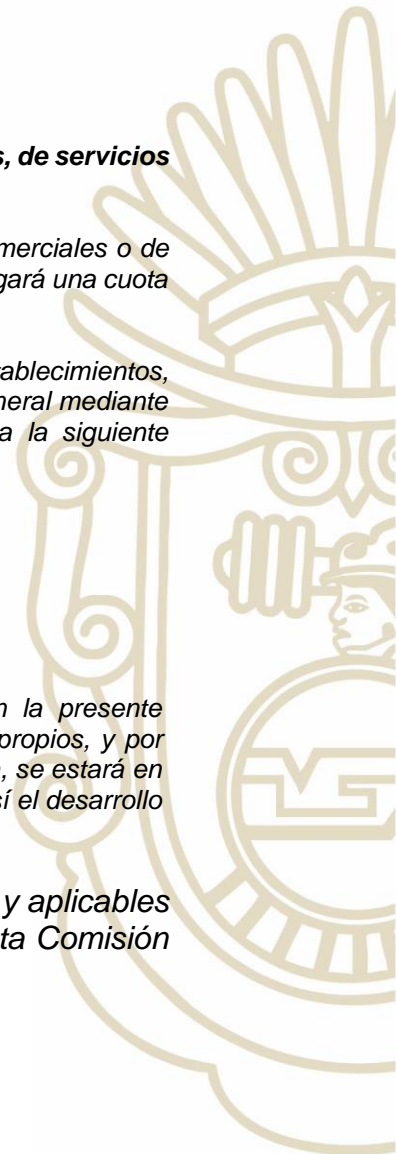 s, de servicios
merciales o de
gará una cuota
tablecimientos,
neral mediante
a la siguiente
n la presente
propios, y por
, se estará en
sí el desarrollo
y aplicables
ta Comisión